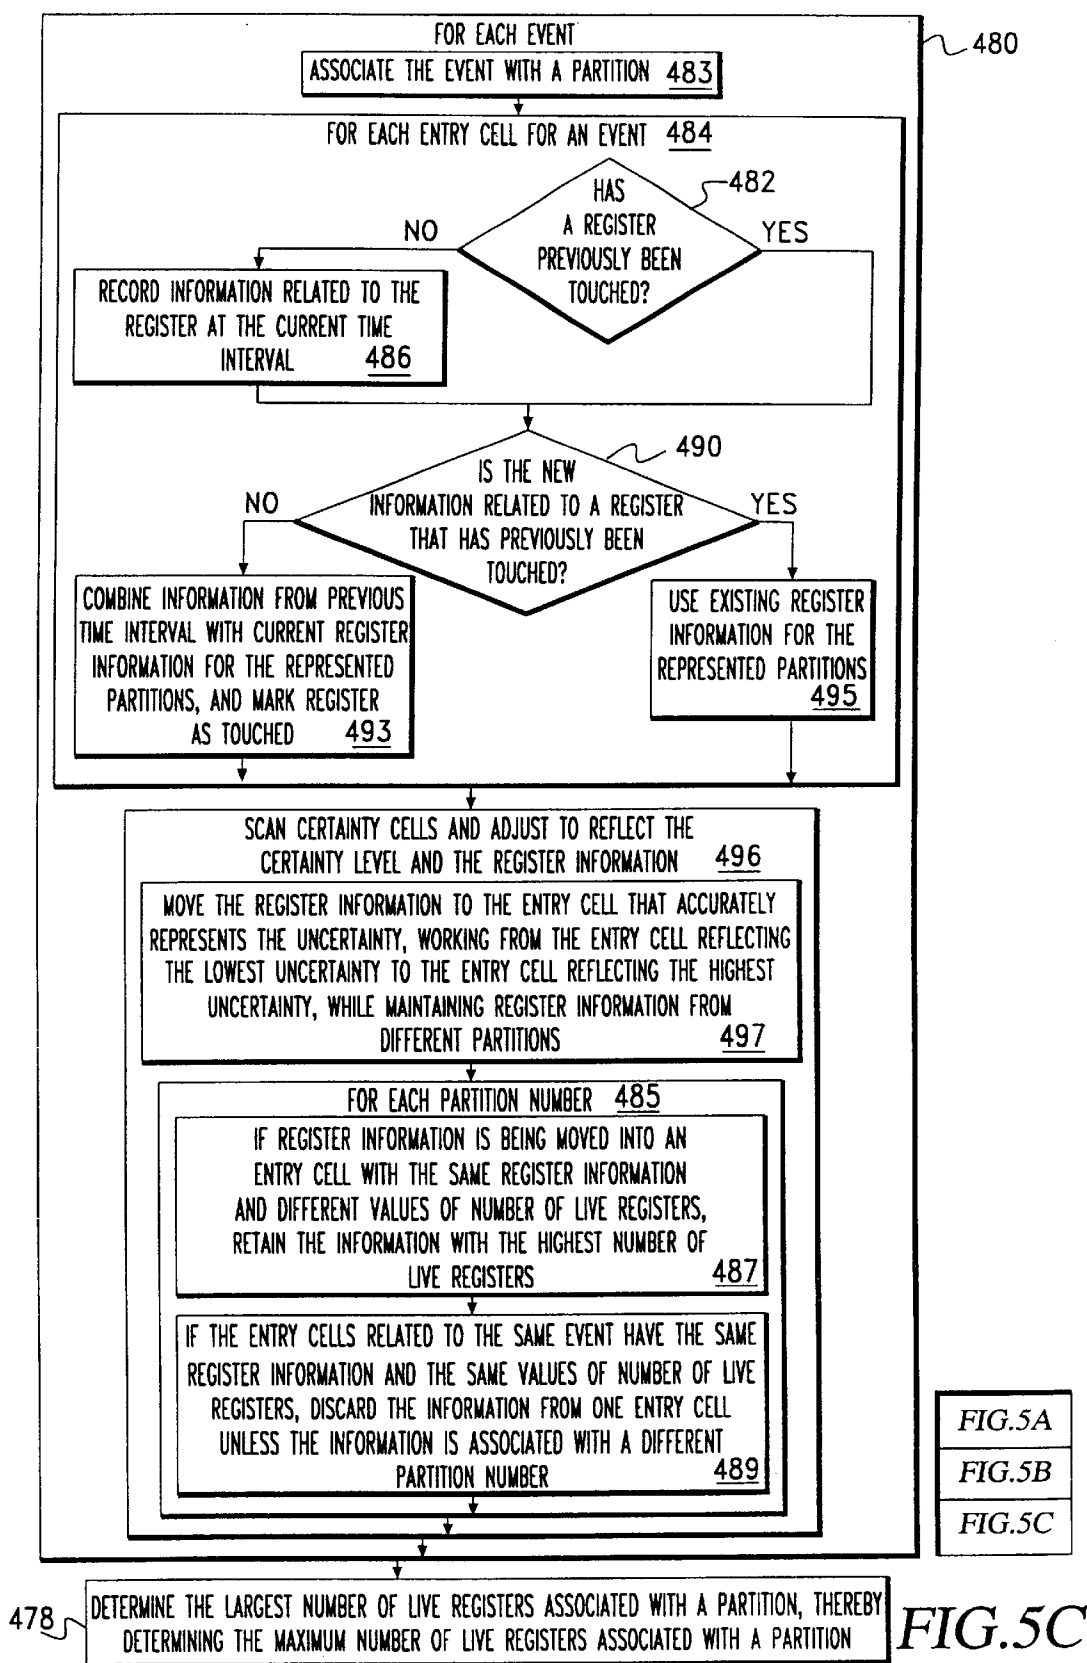 FOR EACH EVENT
480
ASSOCIATE THE EVENT WITH A PARTITION 483
FOR EACH ENTRY CELL FOR AN EVENT 484
HAS
A REGISTER
PREVIOUSLY BEEN
TOUCHED?
482
NO
YES
RECORD INFORMATION RELATED TO THE
REGISTER AT THE CURRENT TIME
INTERVAL 486
IS THE NEW
INFORMATION RELATED TO A REGISTER
THAT HAS PREVIOUSLY BEEN
TOUCHED?
490
NO
YES
COMBINE INFORMATION FROM PREVIOUS
TIME INTERVAL WITH CURRENT REGISTER
INFORMATION FOR THE REPRESENTED
PARTITIONS, AND MARK REGISTER
AS TOUCHED 493
USE EXISTING REGISTER
INFORMATION FOR THE
REPRESENTED PARTITIONS
495
SCAN CERTAINTY CELLS AND ADJUST TO REFLECT THE
CERTAINTY LEVEL AND THE REGISTER INFORMATION 496
MOVE THE REGISTER INFORMATION TO THE ENTRY CELL THAT ACCURATELY
REPRESENTS THE UNCERTAINTY, WORKING FROM THE ENTRY CELL REFLECTING
THE LOWEST UNCERTAINTY TO THE ENTRY CELL REFLECTING THE HIGHEST
UNCERTAINTY, WHILE MAINTAINING REGISTER INFORMATION FROM
DIFFERENT PARTITIONS 497
FOR EACH PARTITION NUMBER 485
IF REGISTER INFORMATION IS BEING MOVED INTO AN
ENTRY CELL WITH THE SAME REGISTER INFORMATION
AND DIFFERENT VALUES OF NUMBER OF LIVE REGISTERS,
RETAIN THE INFORMATION WITH THE HIGHEST NUMBER OF
LIVE REGISTERS 487
IF THE ENTRY CELLS RELATED TO THE SAME EVENT HAVE THE SAME
REGISTER INFORMATION AND THE SAME VALUES OF NUMBER OF LIVE
REGISTERS, DISCARD THE INFORMATION FROM ONE ENTRY CELL
UNLESS THE INFORMATION IS ASSOCIATED WITH A DIFFERENT
PARTITION NUMBER 489
FIG.5A
FIG.5B
FIG.5C
478
DETERMINE THE LARGEST NUMBER OF LIVE REGISTERS ASSOCIATED WITH A PARTITION, THEREBY
DETERMINING THE MAXIMUM NUMBER OF LIVE REGISTERS ASSOCIATED WITH A PARTITION
FIG.5C